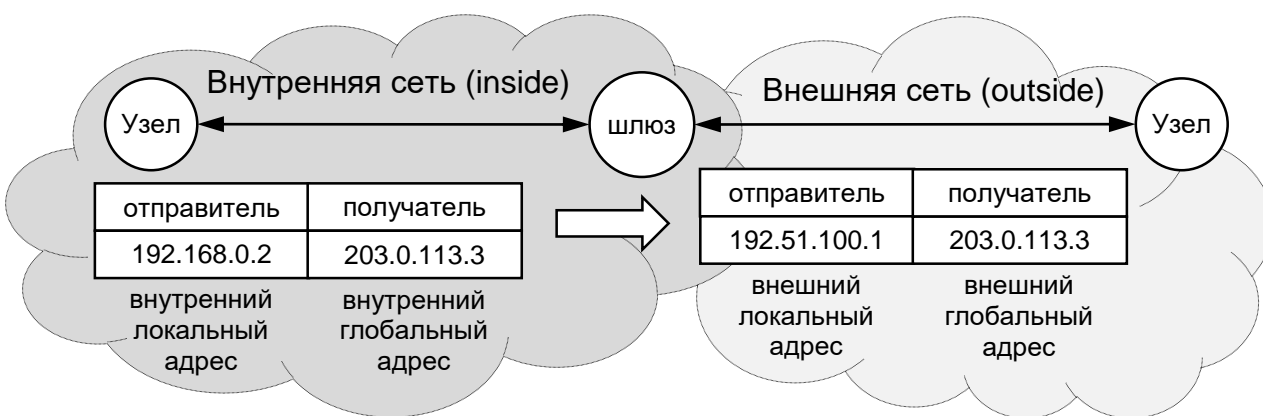 Внутренняя сеть (inside)
Внешняя сеть (outside)
Узел
шлюз
Узел
отправитель получатель
192.168.0.2 203.0.113.3
внутренний
локальный
адрес
внутренний
глобальный
адрес
отправитель получатель
192.51.100.1 203.0.113.3
внешний
локальный
адрес
внешний
глобальный
адрес